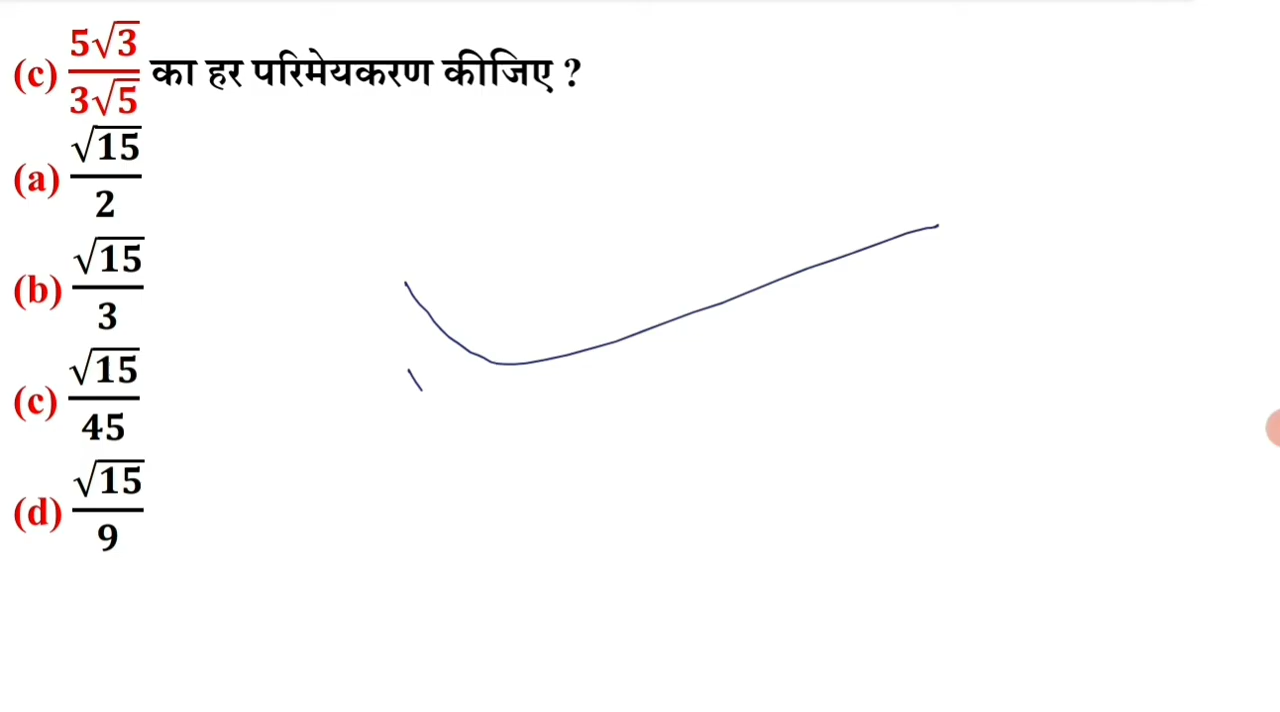 (c) 5√3/3√5 का हर परिमेयकरण कीजिए ?
(a) √15/2
(b) √15/3
(c) √15/45
(d) √15/9